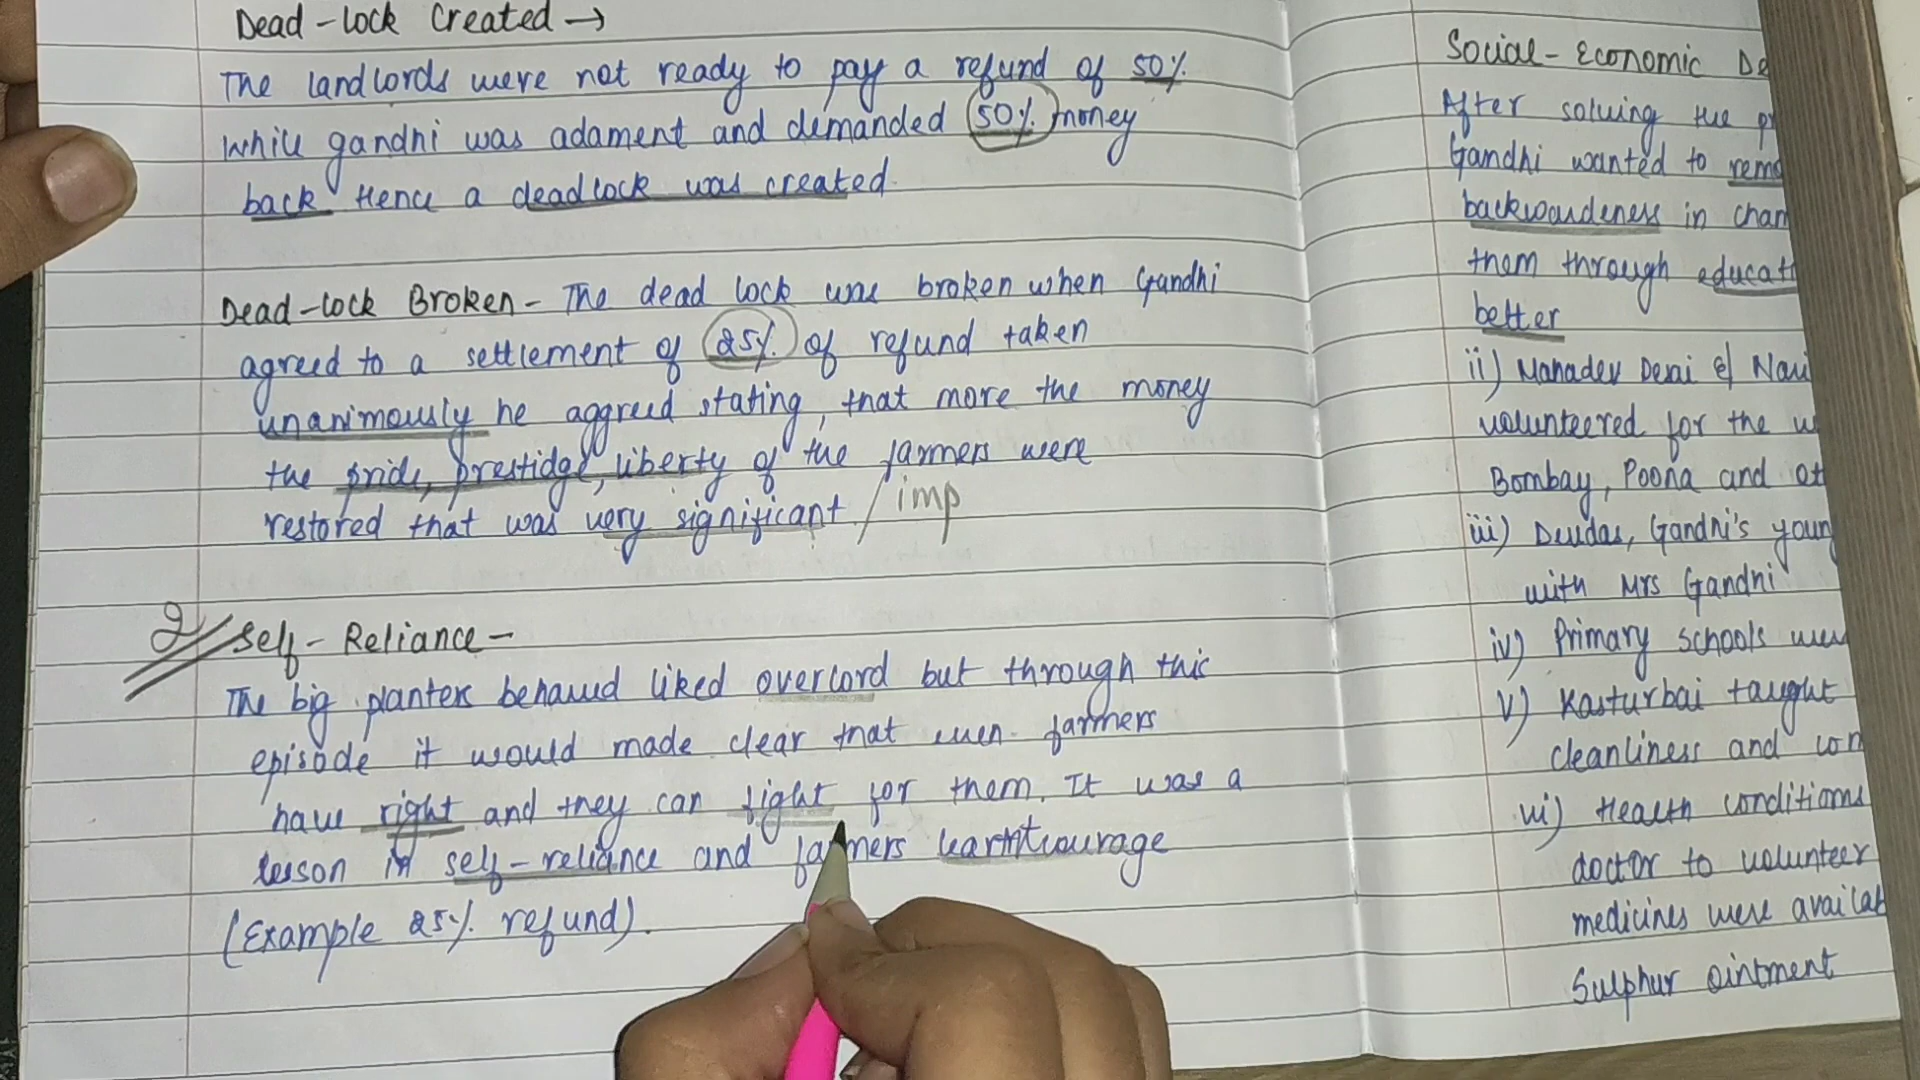 Dead-lock Created →
The landlords were not ready to pay a refund of 50%.
While gandhi was adament and demanded 50% money
back Hence a deadlock was created.
Dead-lock Broken - The dead lock was broken when Gandhi
agreed to a settlement of 25% of refund taken
unanimously he aggreed stating, that more the money
the pride, prestidge, liberty of the farmers were
restored that was very significant / imp
2 Self-Reliance-
The big planters behaved liked overlord but through this
episode it would made clear that even farmers
have right and they can fight for them. It was a
lesson in self-reliance and farmers learnt courage
(Example 25% refund).
Social-Economic De
After solving the
Gandhi wanted to
backwardeness in
them through
better
ii) Mahadev Desai &
volunteered for the
Bombay, Poona and
iii) Devdas, Gandhi's
with Mrs Gandhi
iv) Primary schools
v) Kasturbai taught
cleanliness and
vi) Health conditions
doctor to volunteer
medicines were
Sulphur ointment